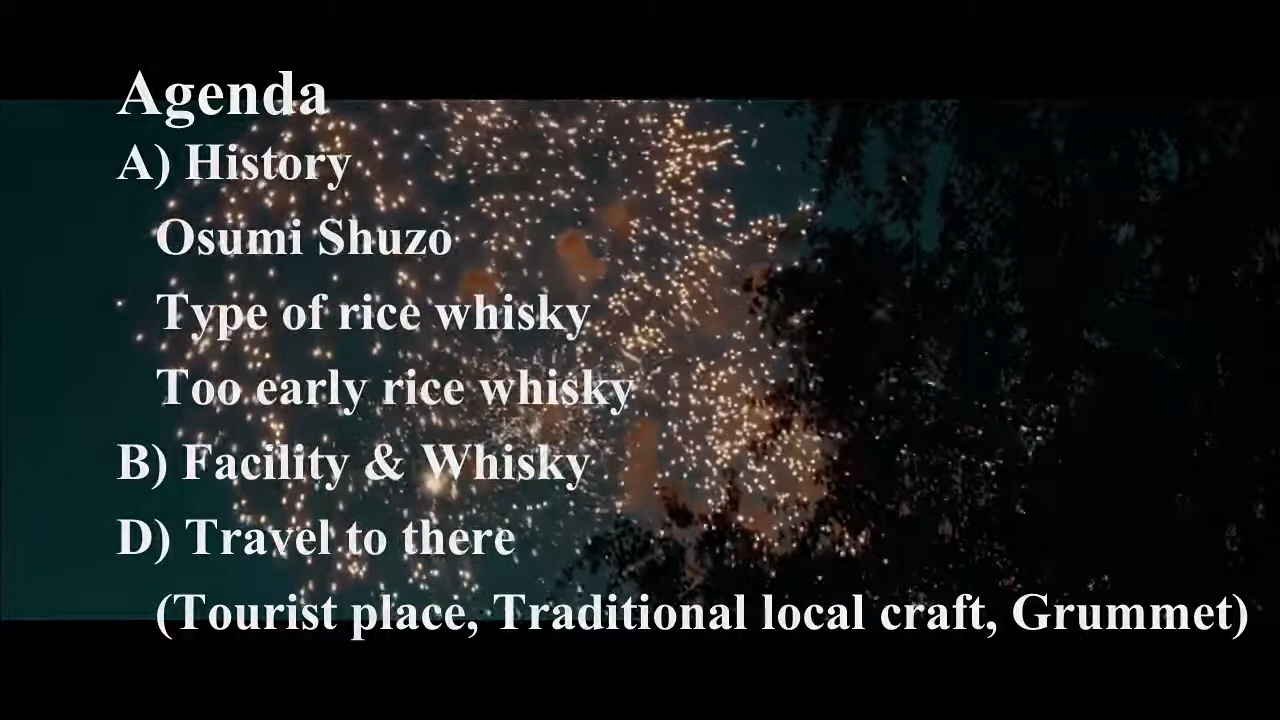 Agenda
A) History
Osumi Shuzo
Type of rice whisky
Too early rice whisky
B) Facility & Whisky
D) Travel to there
(Tourist place, Traditional local craft, Grummet)